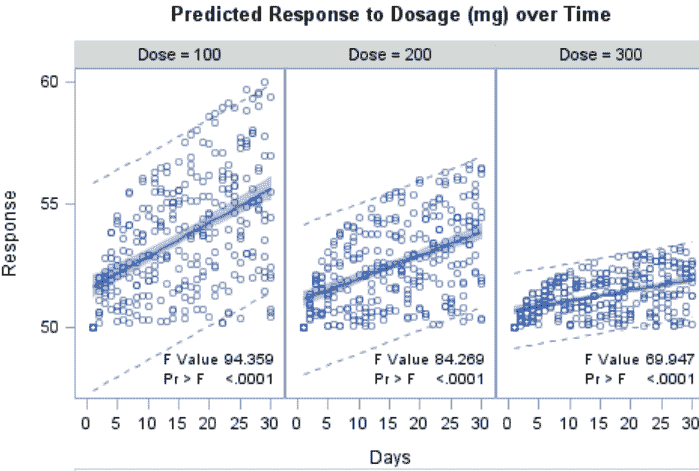 Predicted Response to Dosage (mg) over Time
Dose = 100
Dose = 200
Dose = 300
60
55
50
Response
F Value 94.359
Pr > F <.0001
F Value 84.269
Pr > F <.0001
F Value 69.947
Pr > F <.0001
0 5 10 15 20 25 30
0 5 10 15 20 25 30
0 5 10 15 20 25 30
Days